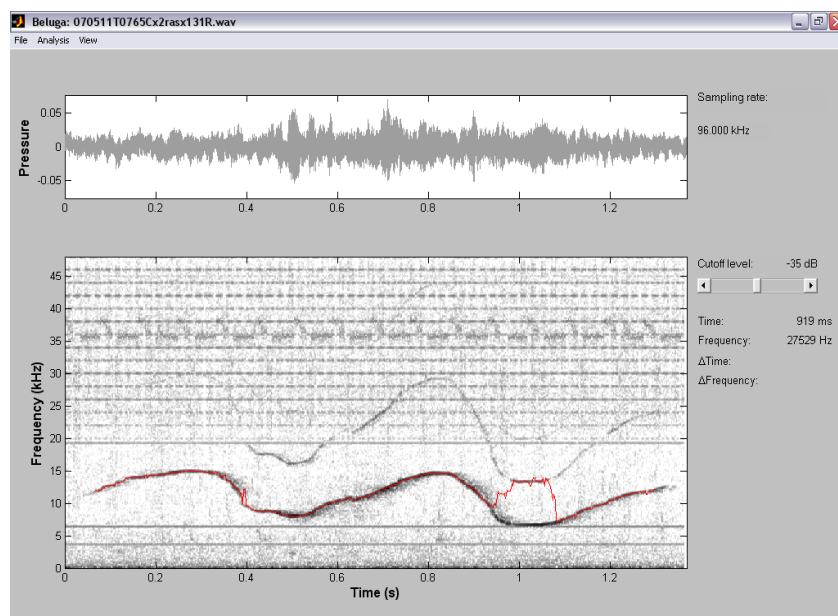 Beluga: 070511T0765Cx2rasx131R.wav
File Analysis View
Sampling rate:
96.000 kHz
Pressure
0.05
0
-0.05
0 0.2 0.4 0.6 0.8 1 1.2
Cutoff level: -35 dB
Time: 919 ms
Frequency: 27529 Hz
ΔTime:
ΔFrequency:
Frequency (kHz)
45
40
35
30
25
20
15
10
5
0
0 0.2 0.4 0.6 0.8 1 1.2
Time (s)